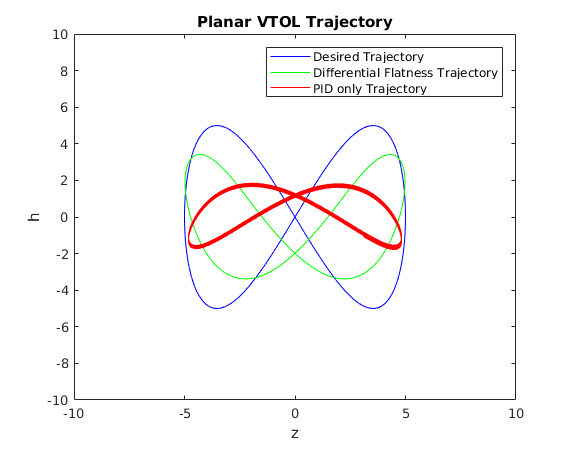 Planar VTOL Trajectory
Desired Trajectory
Differential Flatness Trajectory
PID only Trajectory
10
8
6
4
2
0
-2
-4
-6
-8
-10
h
-10
-5
0
5
10
z